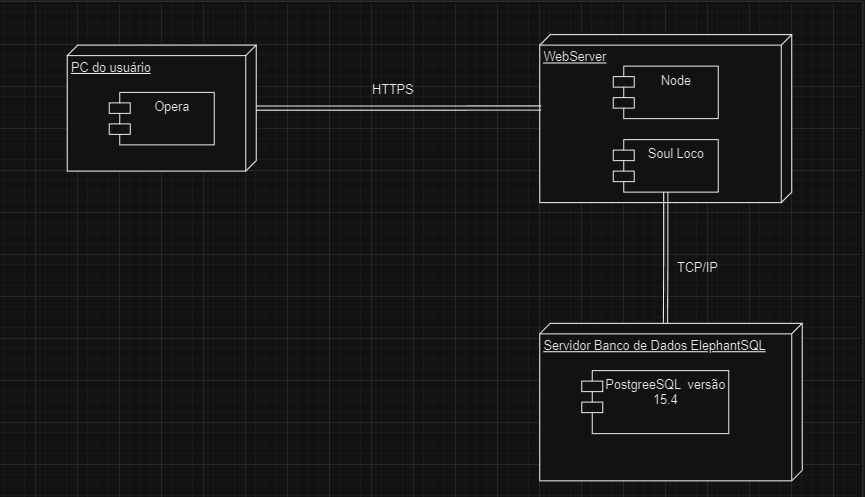 PC do usuário
Opera
HTTPS
WebServer
Node
Soul Loco
TCP/IP
Servidor Banco de Dados ElephantSQL
PostgreeSQL versão
15.4